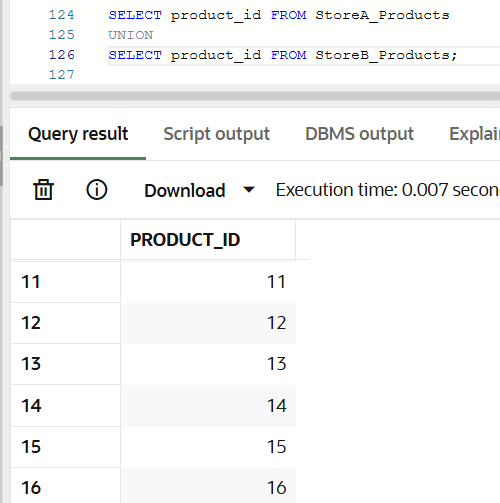 124 SELECT product_id FROM StoreA_Products
125 UNION
126 SELECT product_id FROM StoreB_Products;
127
Query result Script output DBMS output
Download Execution time: 0.007
PRODUCT_ID
11 11
12 12
13 13
14 14
15 15
16 16